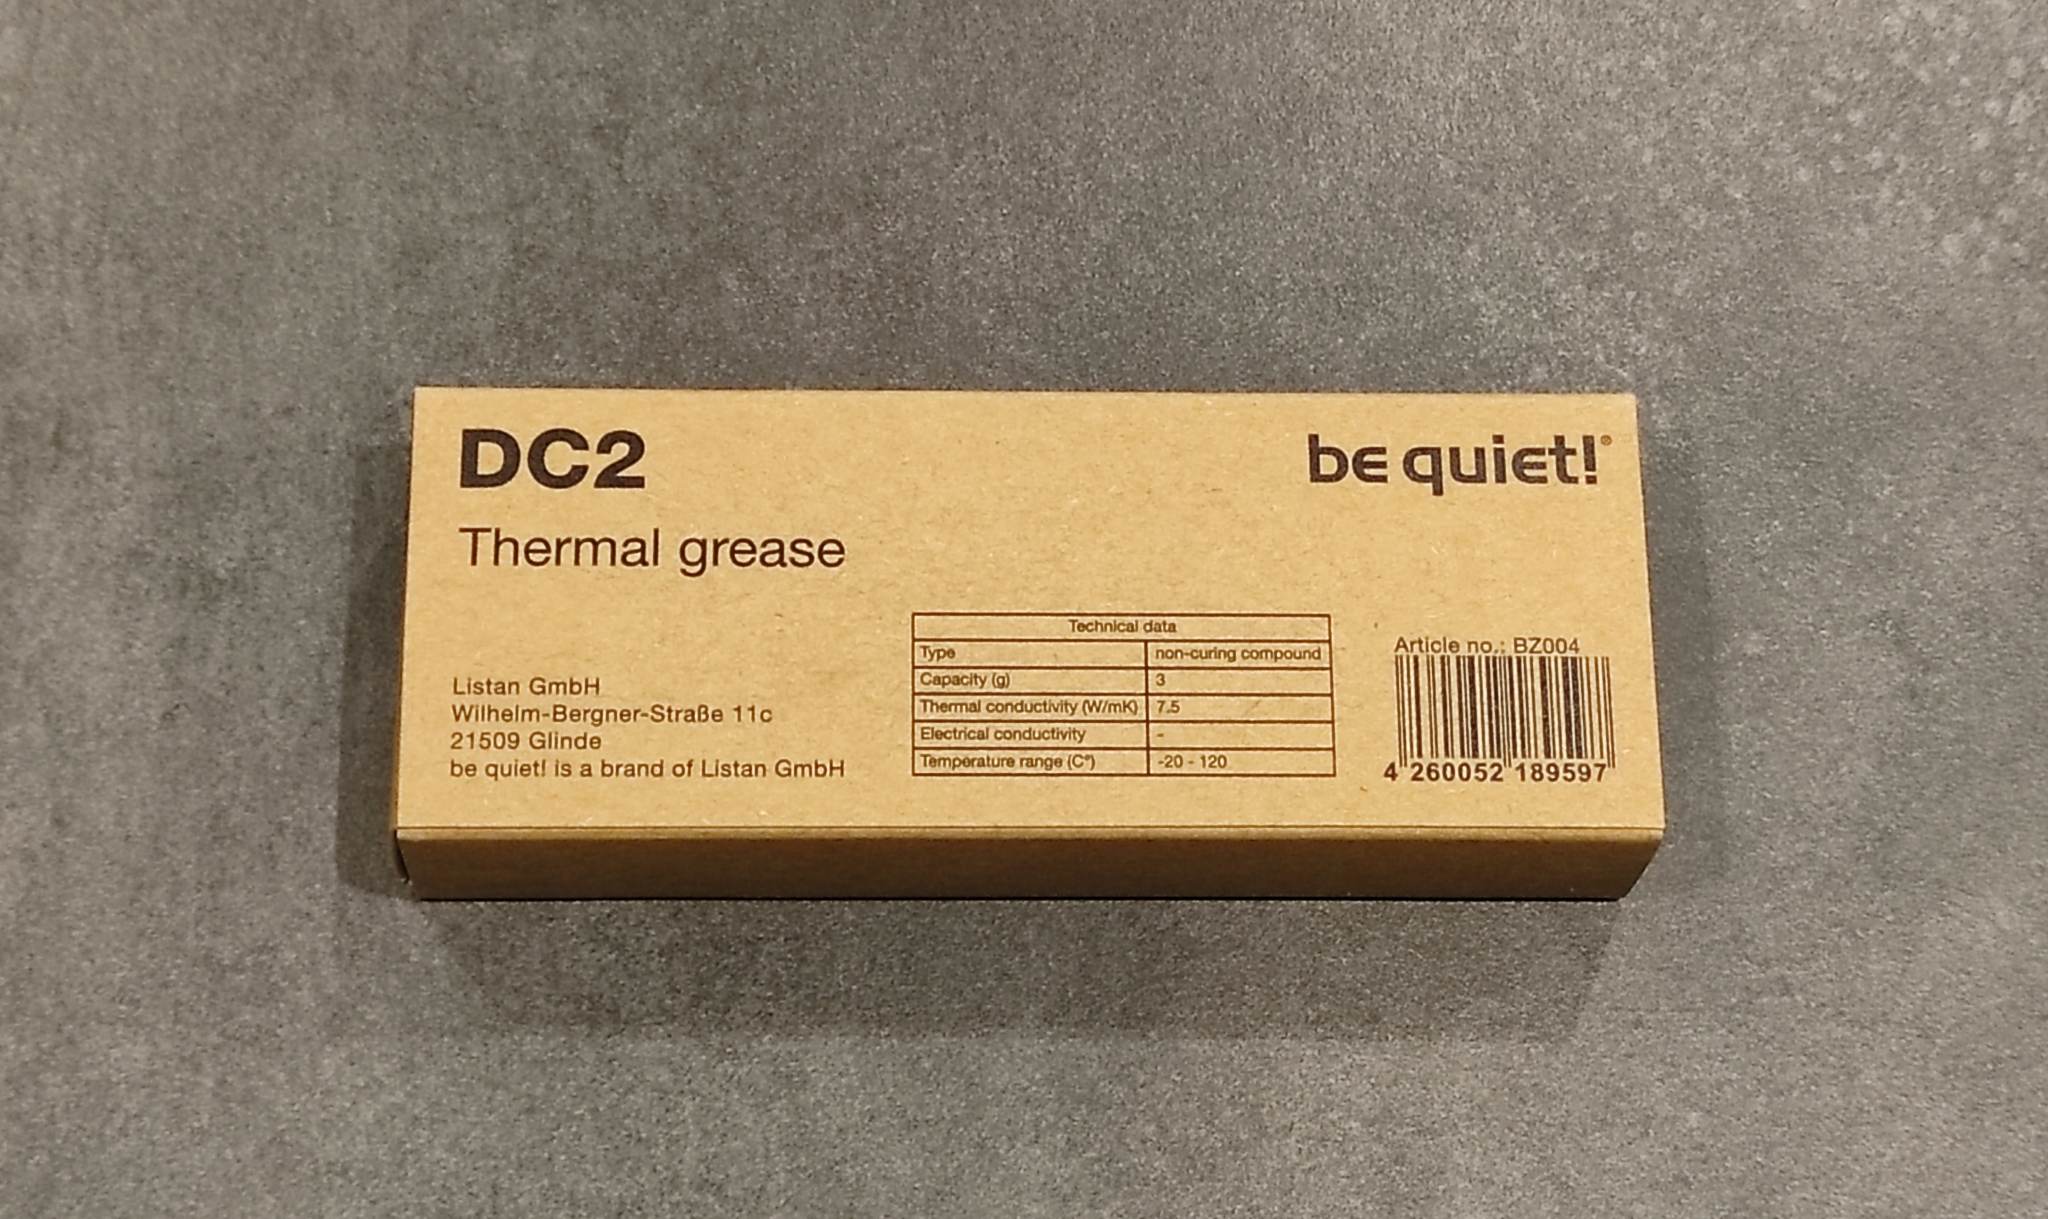 DC2
be quiet!®
Thermal grease
Listan GmbH
Wilhelm-Bergner-Straße 11c
21509 Glinde
be quiet! is a brand of Listan GmbH
Technical data
Type non-curing compound
Capacity (g) 3
Thermal conductivity (W/mK) 7.5
Electrical conductivity -
Temperature range (C°) -20 - 120
Article no.: BZ004
4 260052 189597